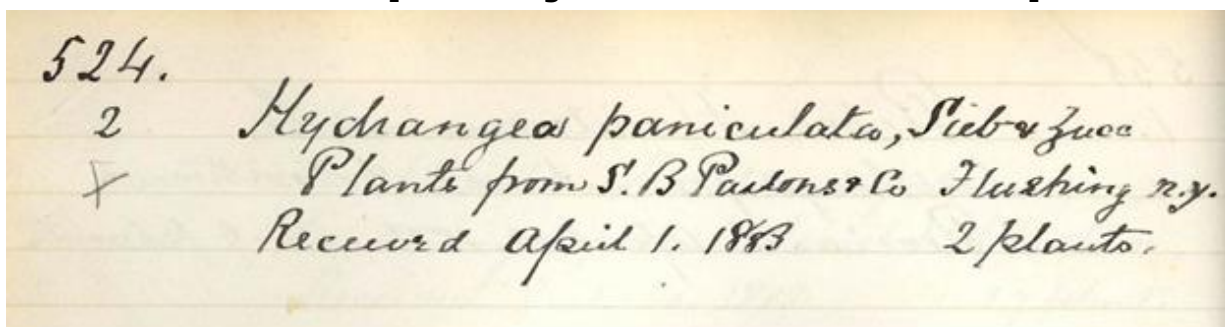 524.
2 Hydrangea paniculata, Sieb & Zucc
Plants from S. B Parsons & Co Flushing n.y.
Received April 1. 1883 2 plants.